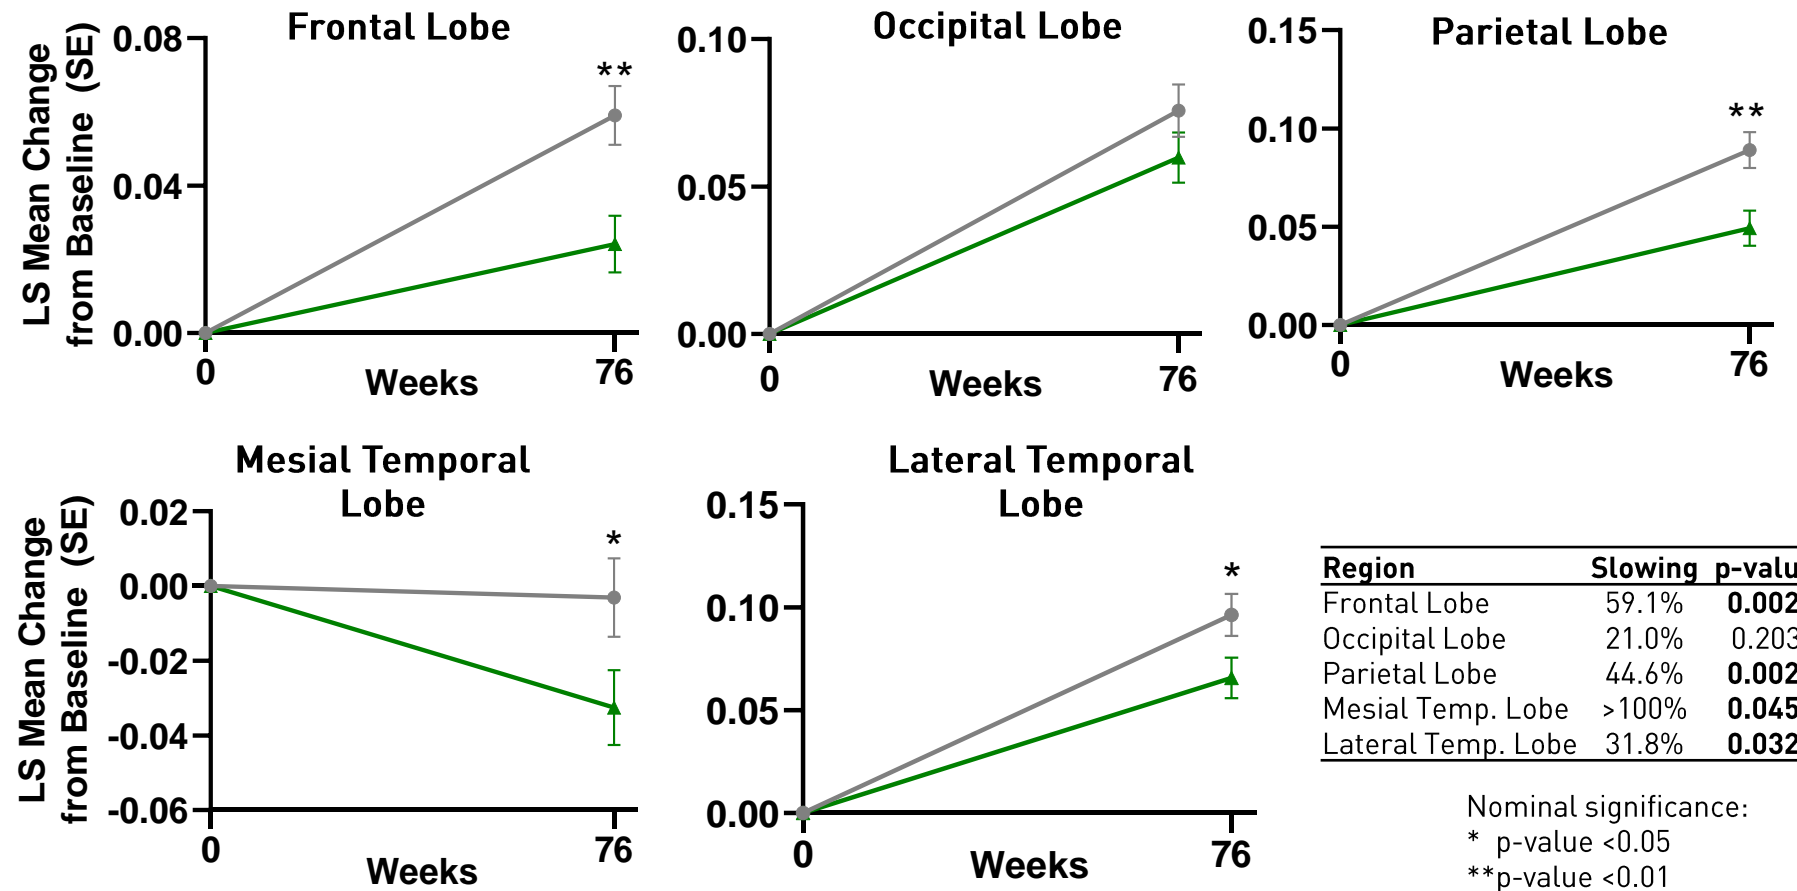 Frontal Lobe
LS Mean Change
from Baseline (SE)
0.08
0.04
0.00
**
0
76
Weeks
Occipital Lobe
0.10
0.05
0.00
0
76
Weeks
Parietal Lobe
0.15
0.10
0.05
0.00
**
0
76
Weeks
Mesial Temporal
Lobe
LS Mean Change
from Baseline (SE)
0.02
0.00
-0.02
-0.04
-0.06
*
0
76
Weeks
Lateral Temporal
Lobe
0.15
0.10
0.05
0.00
*
0
76
Weeks
Region Slowing p-valu
Frontal Lobe 59.1% 0.002
Occipital Lobe 21.0% 0.203
Parietal Lobe 44.6% 0.002
Mesial Temp. Lobe >100% 0.045
Lateral Temp. Lobe 31.8% 0.032
Nominal significance:
* p-value <0.05
**p-value <0.01